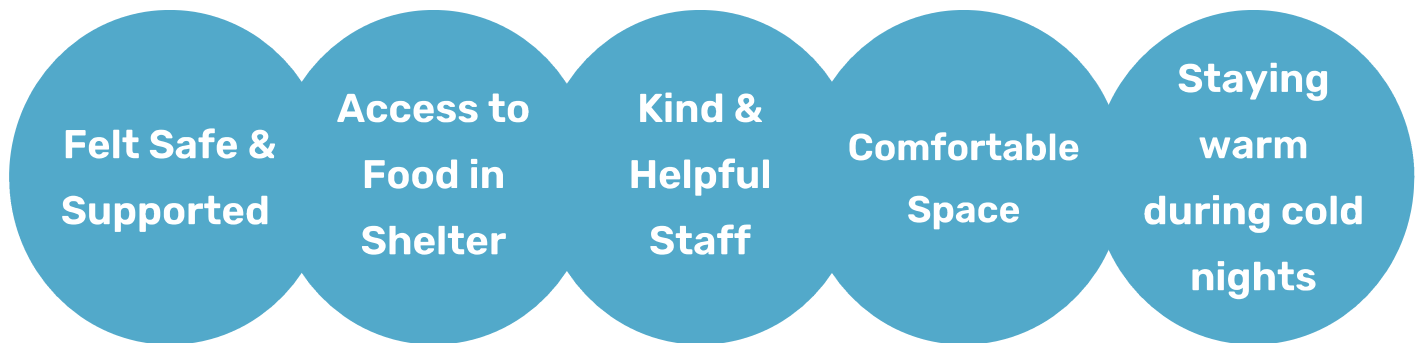 Felt Safe &
Supported
Access to
Food in
Shelter
Kind &
Helpful
Staff
Comfortable
Space
Staying
warm
during cold
nights